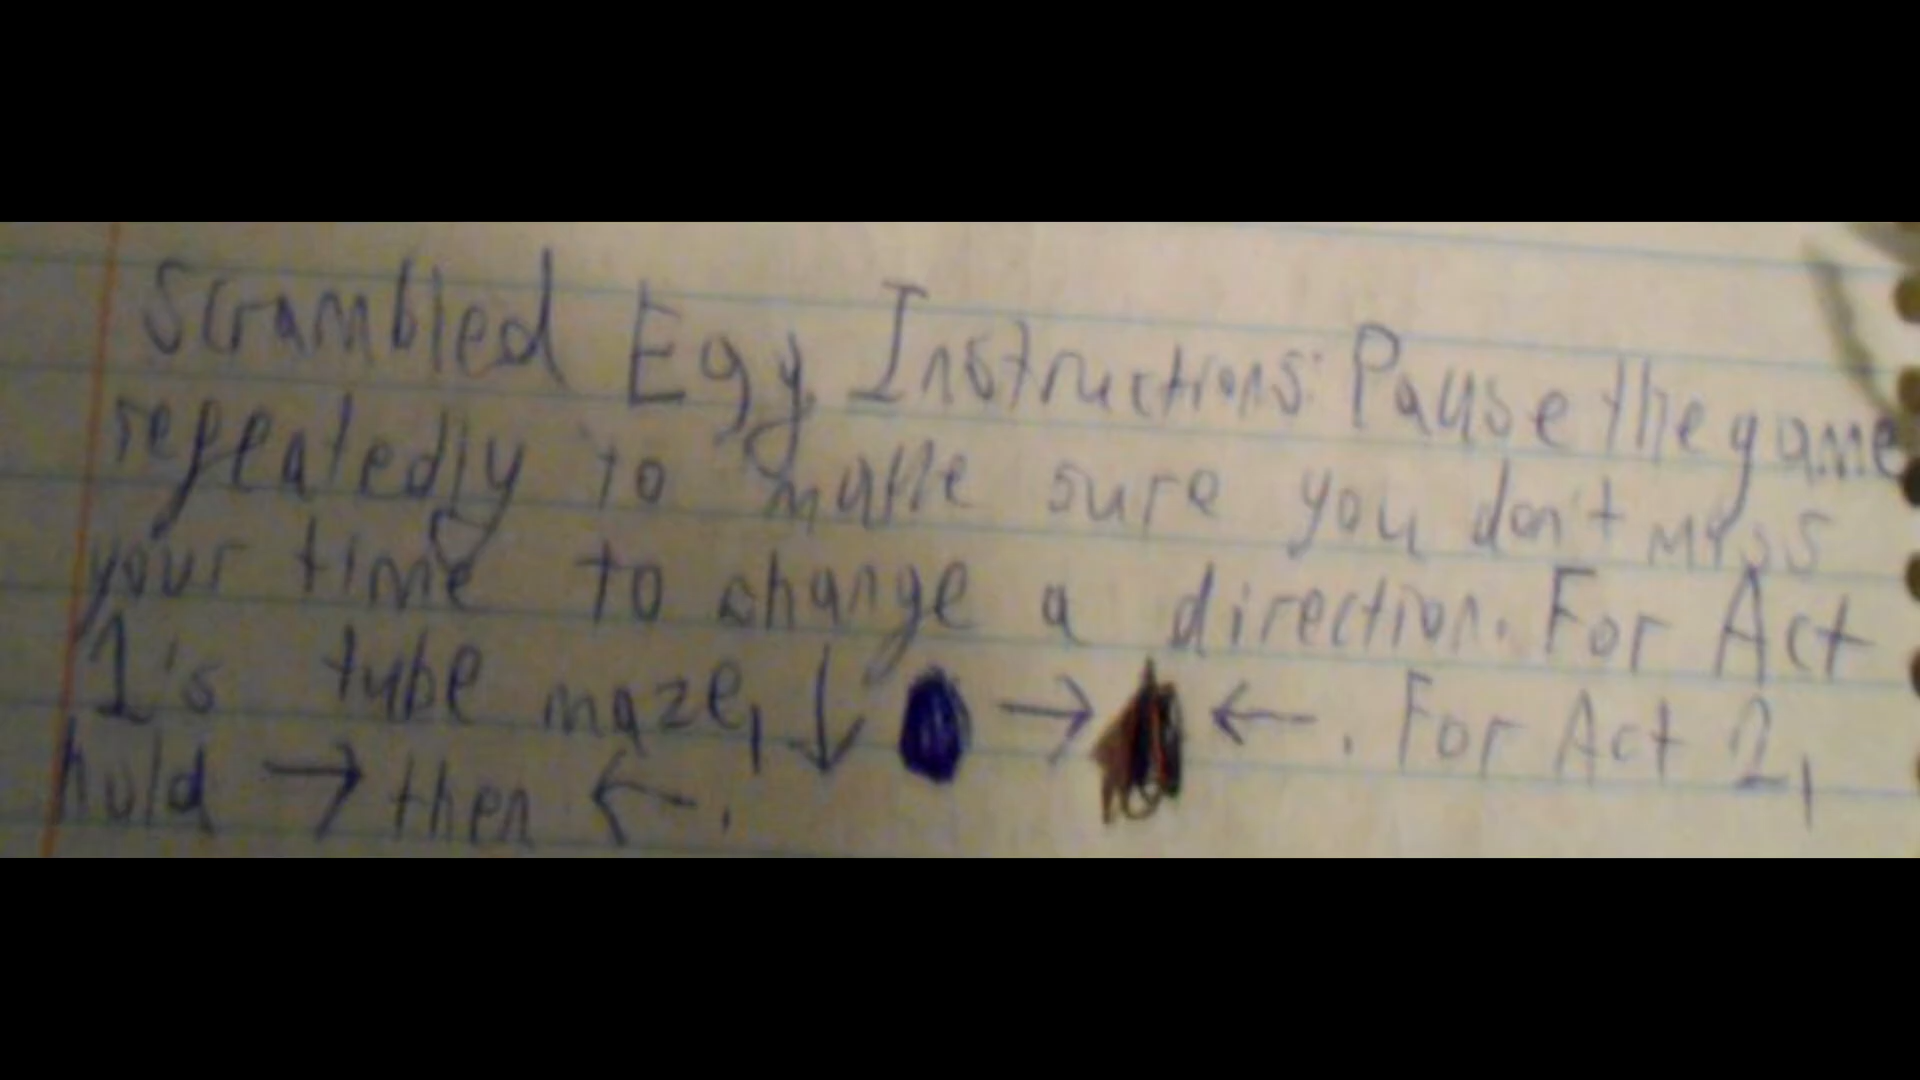 Scrambled Egg Instructions: Pause the game
repeatedly to make sure you don't miss
your time to change a direction. For Act
1's tube maze, ↓ → ←. For Act 2,
hold → then ←.